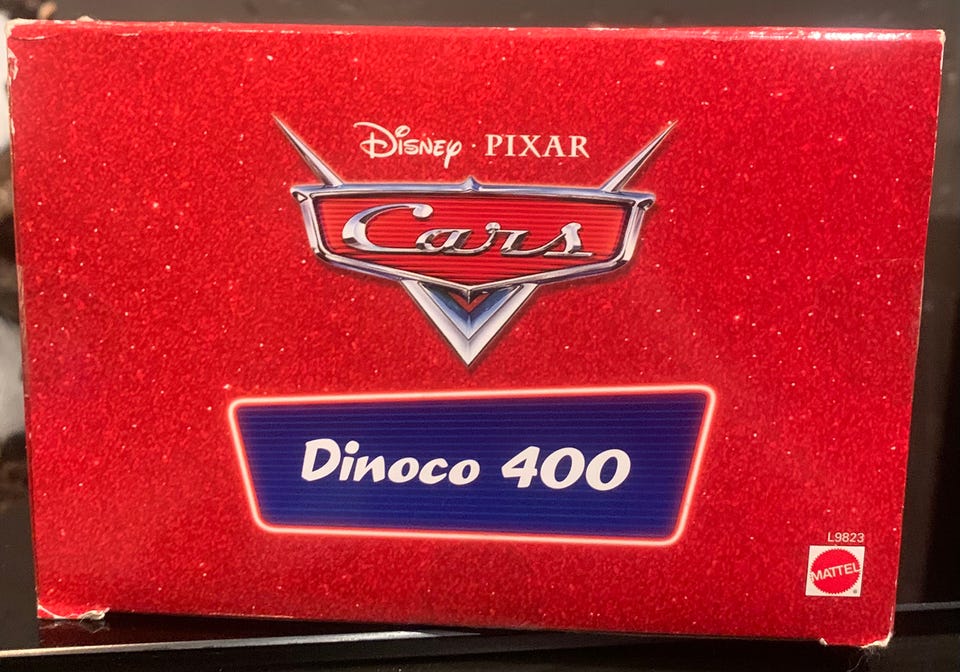 Disney · PIXAR
Cars
Dinoco 400
L9823
MATTEL